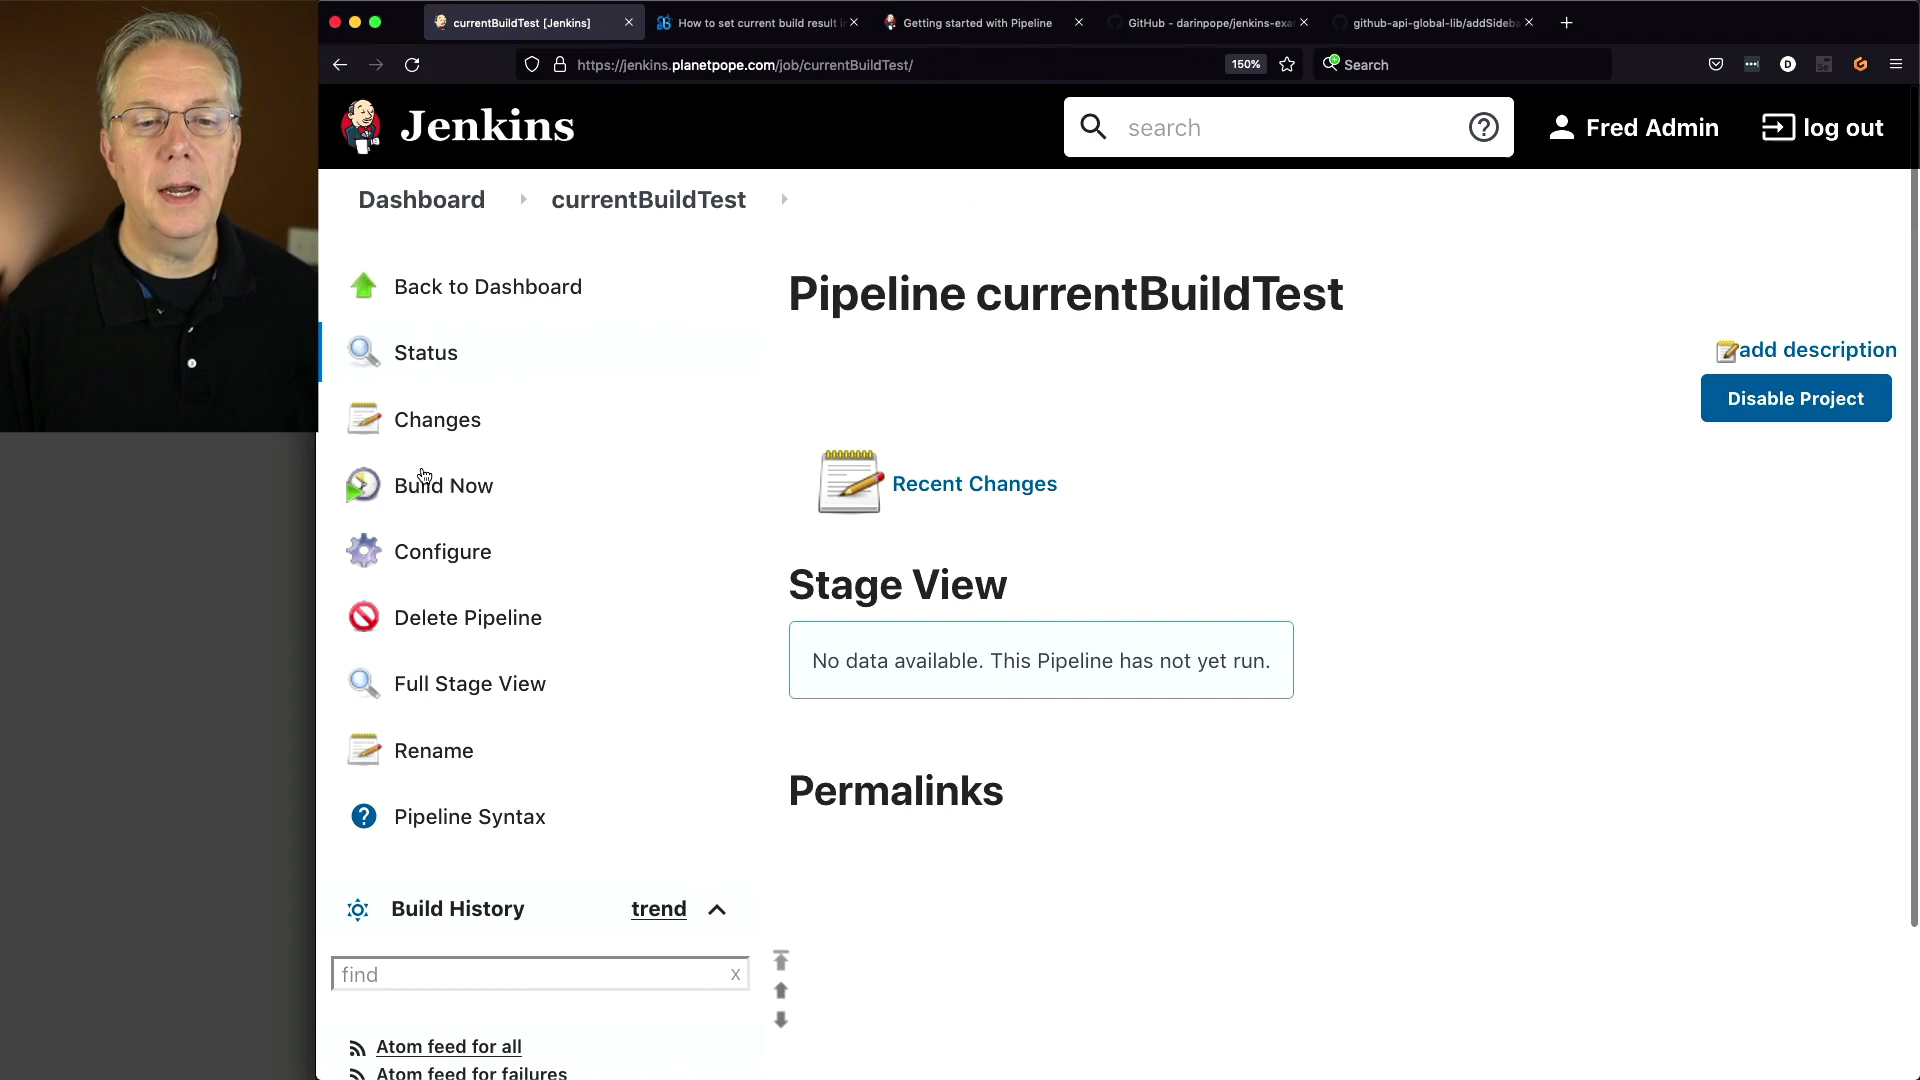 currentBuildTest [Jenkins]
How to set current build result i
Getting started with Pipeline
GitHub - darinpope/jenkins-exa
github-api-global-lib/addSideba
https://jenkins.planetpope.com/job/currentBuildTest/
150%
Search
Jenkins
search
Fred Admin
log out
Dashboard
currentBuildTest
Back to Dashboard
Status
Changes
Build Now
Configure
Delete Pipeline
Full Stage View
Rename
Pipeline Syntax
Build History
trend
find
x
Atom feed for all
Atom feed for failures
Pipeline currentBuildTest
add description
Disable Project
Recent Changes
Stage View
No data available. This Pipeline has not yet run.
Permalinks